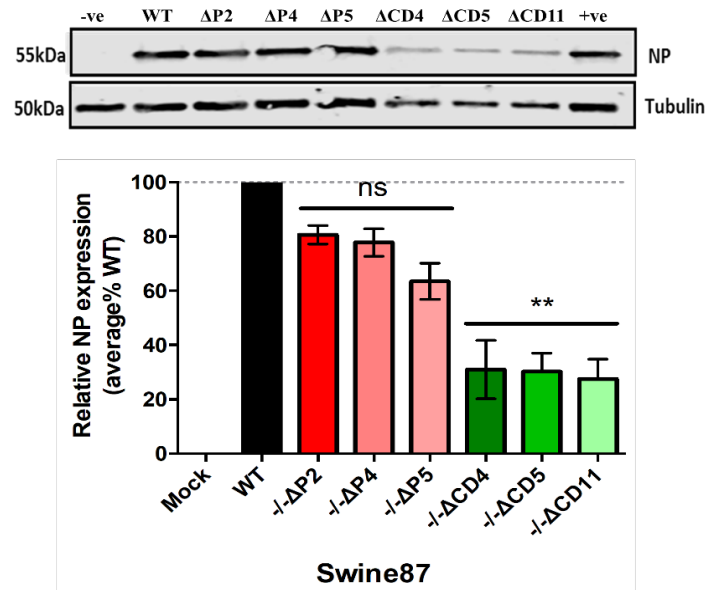 -ve WT ΔP2 ΔP4 ΔP5 ΔCD4 ΔCD5 ΔCD11 +ve
55kDa NP
50kDa Tubulin
Relative NP expression
(average% WT)
100
80
60
40
20
0
ns
**
Mock WT -/-ΔP2 -/-ΔP4 -/-ΔP5 -/-ΔCD4 -/-ΔCD5 -/-ΔCD11
Swine87